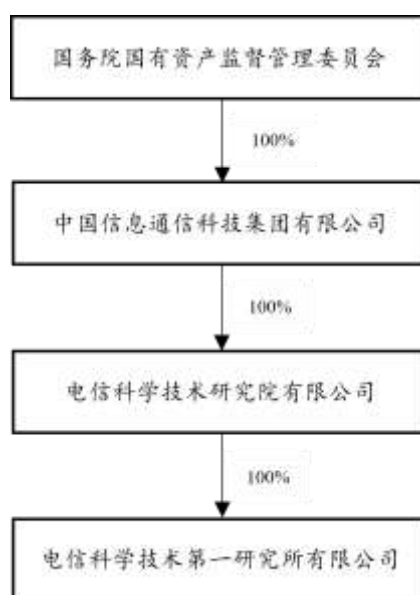 国务院国有资产监督管理委员会
100%
中国信息通信科技集团有限公司
100%
电信科学技术研究院有限公司
100%
电信科学技术第一研究所有限公司